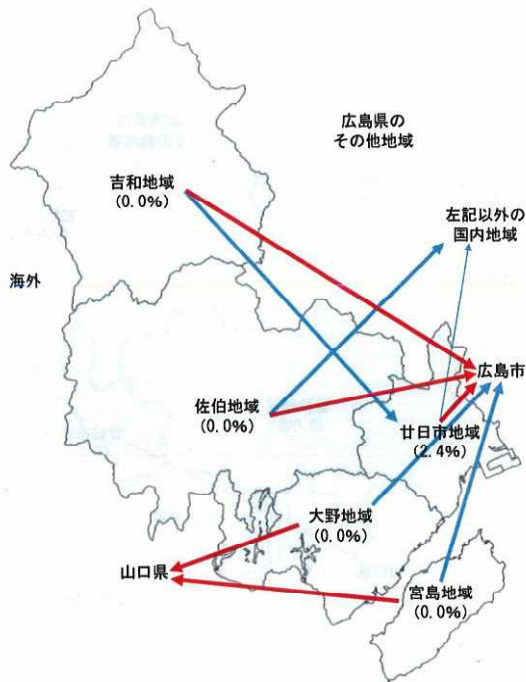 広島県の
その他地域
吉和地域
(0.0%)
左記以外の
国内地域
海外
広島市
佐伯地域
(0.0%)
廿日市地域
(2.4%)
大野地域
(0.0%)
山口県
宮島地域
(0.0%)